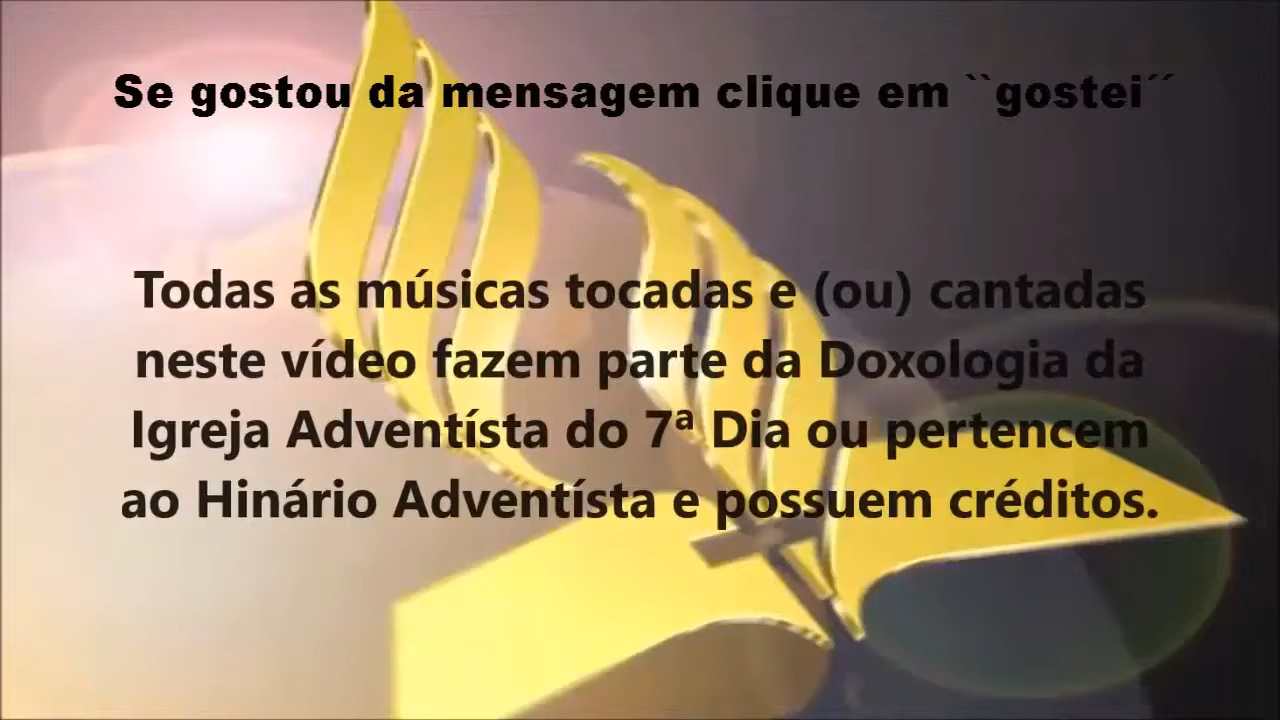 Se gostou da mensagem clique em ``gostei´´
Todas as músicas tocadas e (ou) cantadas
neste vídeo fazem parte da Doxologia da
Igreja Adventísta do 7ª Dia ou pertencem
ao Hinário Adventísta e possuem créditos.